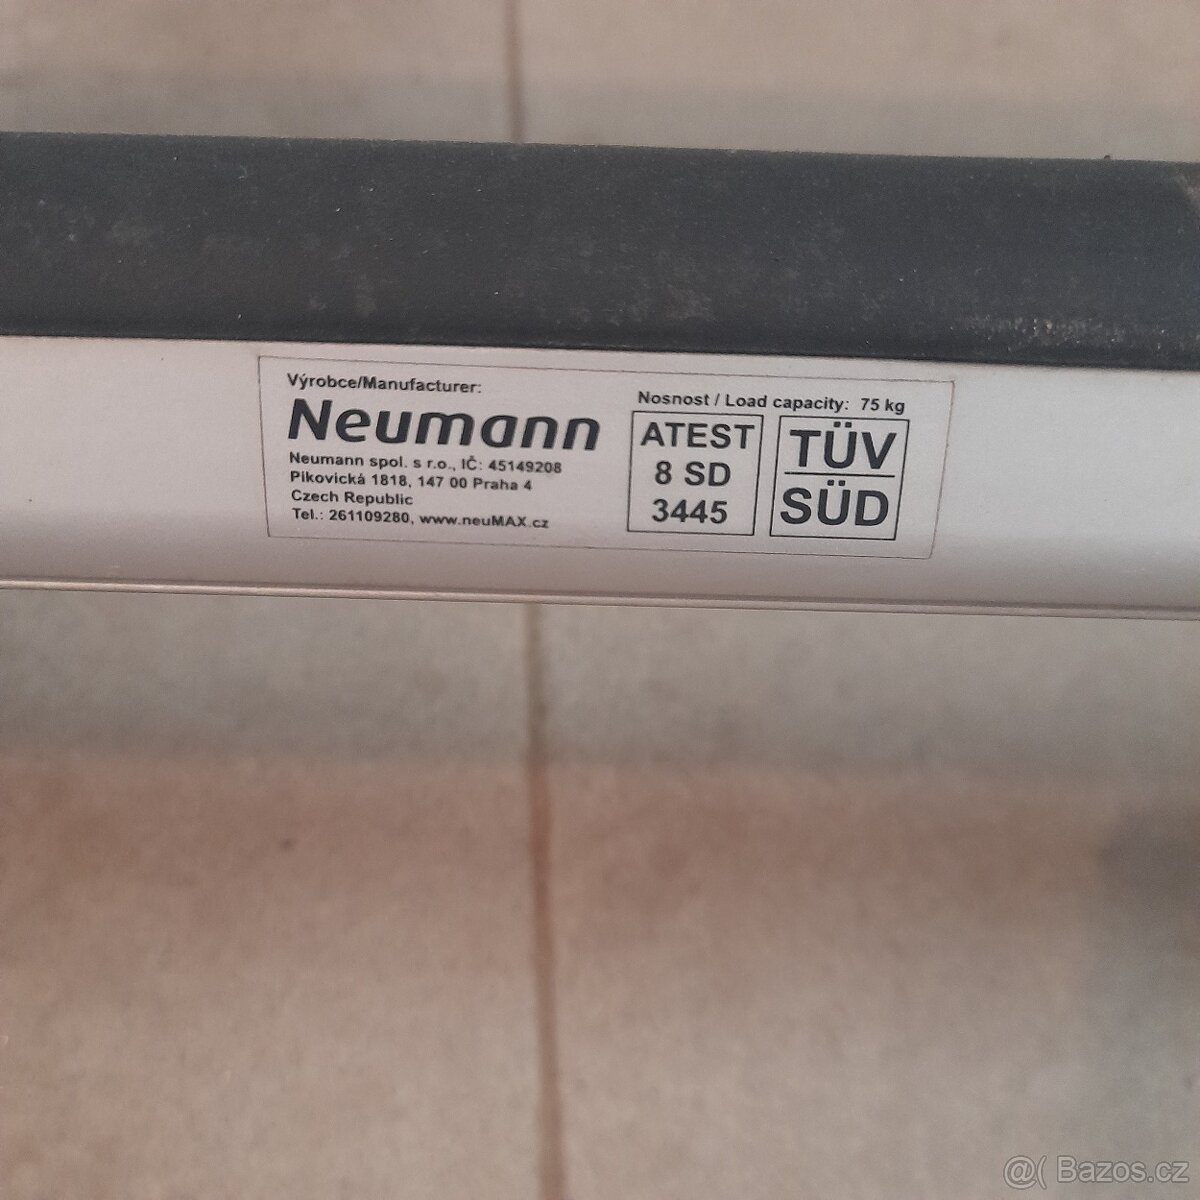 Výrobce/Manufacturer:
Neumann
Neumann spol. s r.o., IČ: 45149208
Pikovická 1818, 147 00 Praha 4
Czech Republic
Tel.: 261109280, www.neuMAX.cz
Nosnost / Load capacity: 75 kg
ATEST
8 SD
3445
TÜV
SÜD
@( Bazos.cz